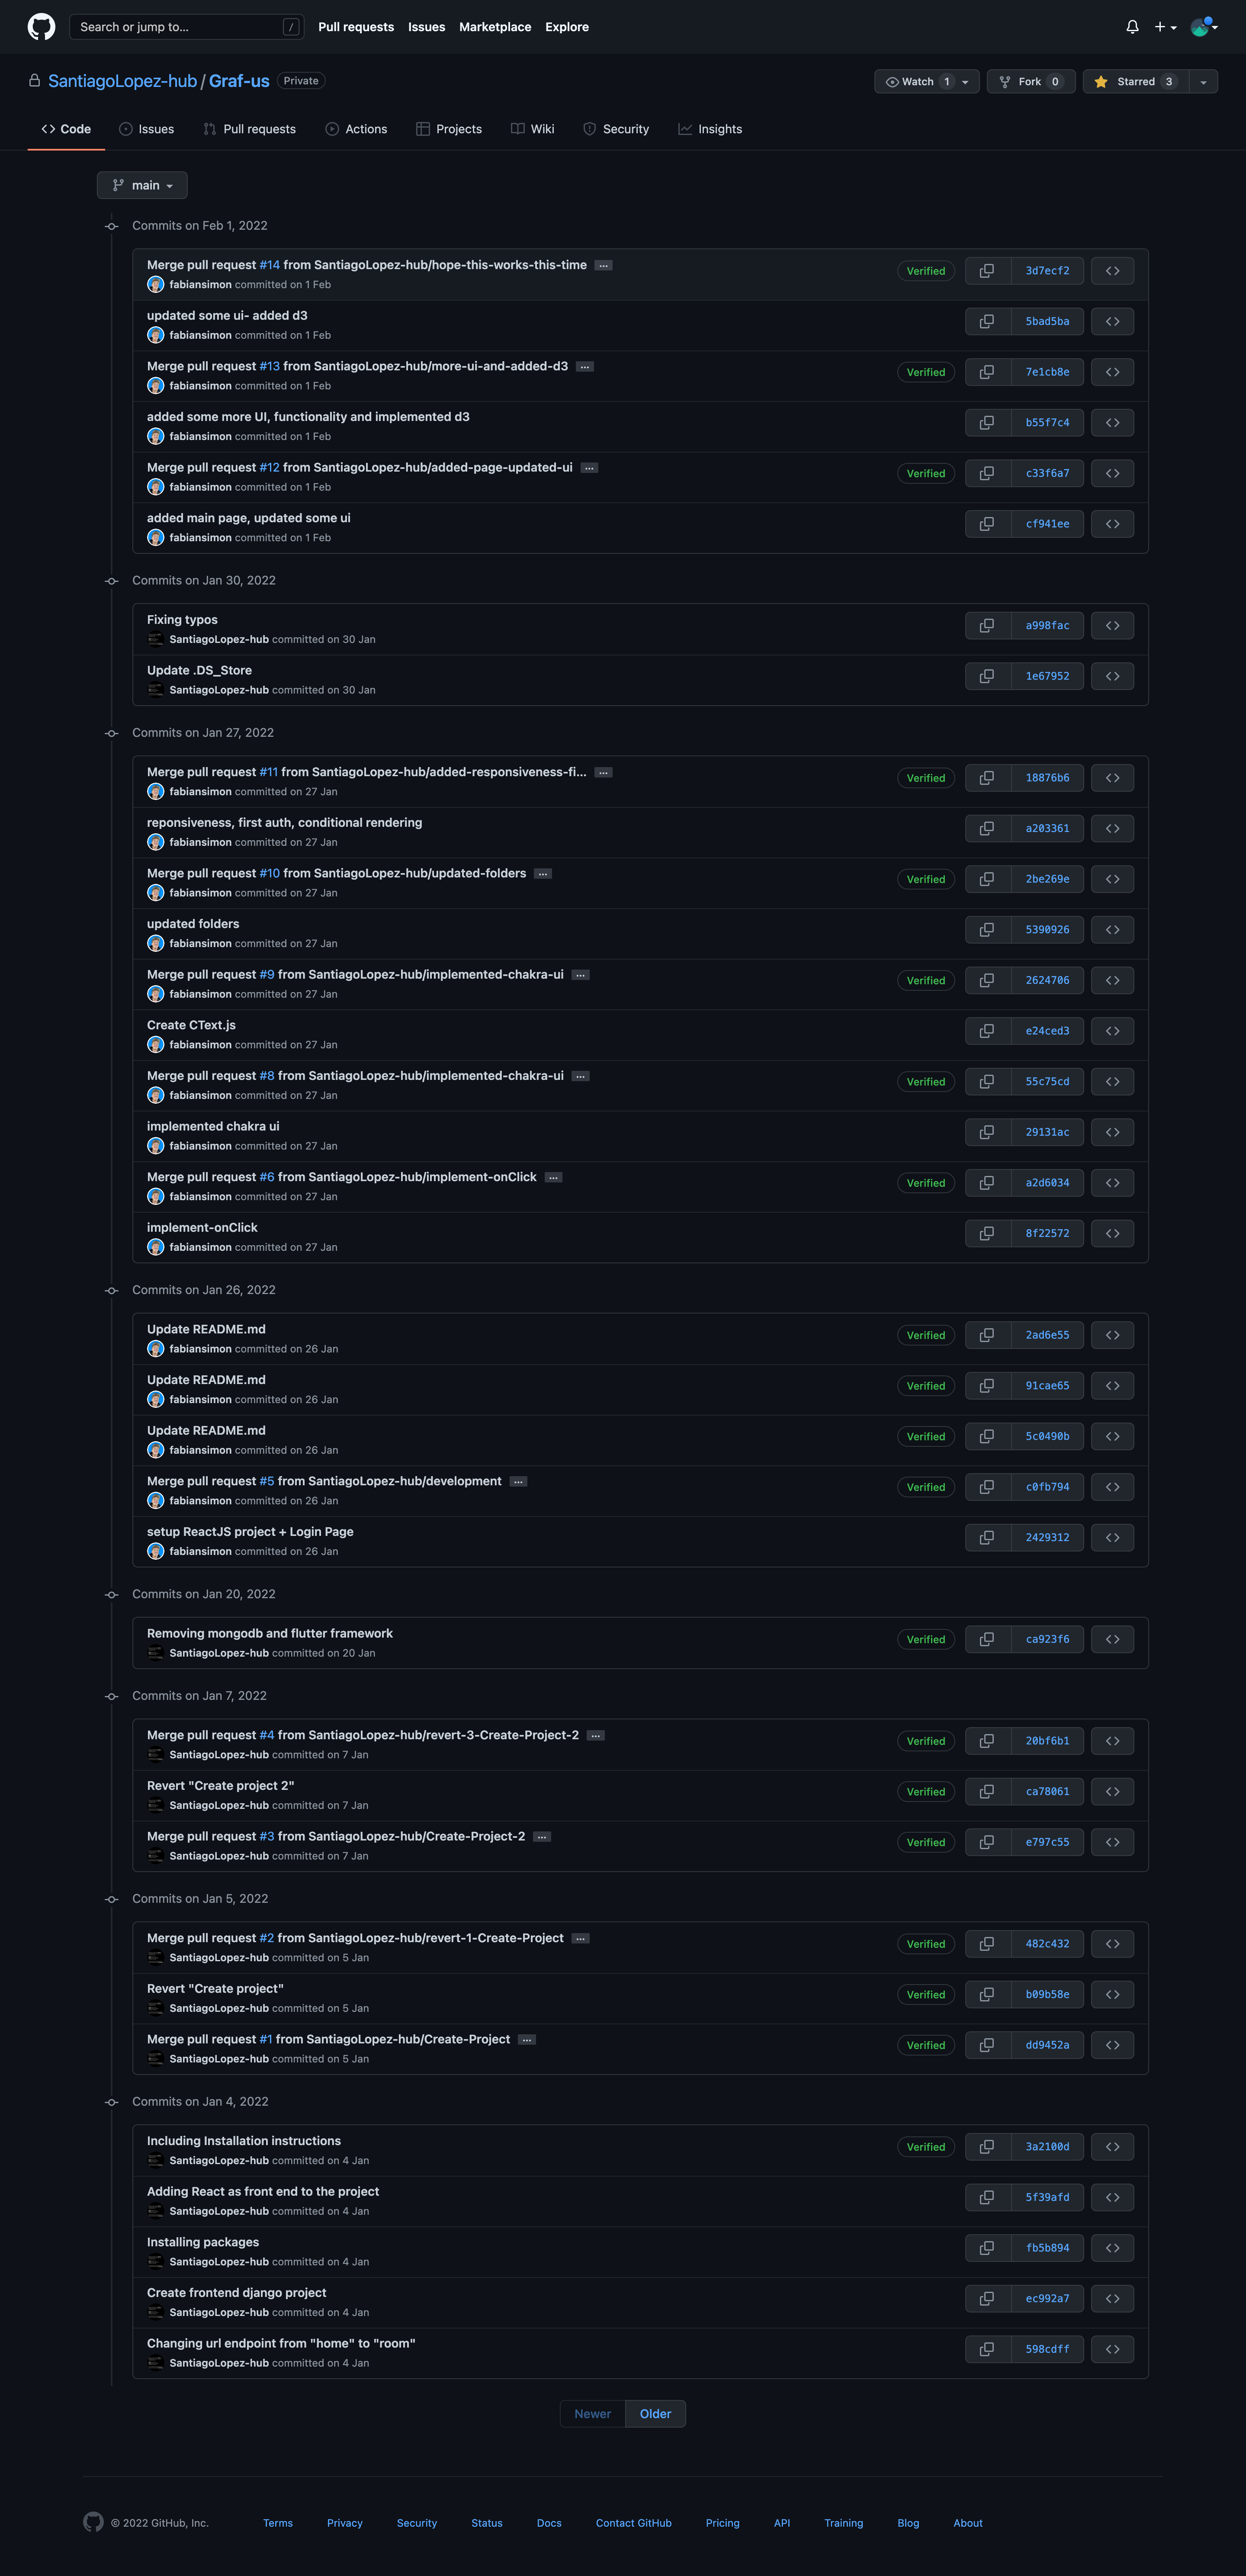 Search or jump to... /
Pull requests Issues Marketplace Explore
SantiagoLopez-hub / Graf-us Private
Watch 1 Fork 0 Starred 3
Code Issues Pull requests Actions Projects Wiki Security Insights
main
Commits on Feb 1, 2022
Merge pull request #14 from SantiagoLopez-hub/hope-this-works-this-time ...
fabiansimon committed on 1 Feb
Verified 3d7ecf2
updated some ui- added d3
fabiansimon committed on 1 Feb
5bad5ba
Merge pull request #13 from SantiagoLopez-hub/more-ui-and-added-d3 ...
fabiansimon committed on 1 Feb
Verified 7e1cb8e
added some more UI, functionality and implemented d3
fabiansimon committed on 1 Feb
b55f7c4
Merge pull request #12 from SantiagoLopez-hub/added-page-updated-ui ...
fabiansimon committed on 1 Feb
Verified c33f6a7
added main page, updated some ui
fabiansimon committed on 1 Feb
cf941ee
Commits on Jan 30, 2022
Fixing typos
SantiagoLopez-hub committed on 30 Jan
a998fac
Update .DS_Store
SantiagoLopez-hub committed on 30 Jan
1e67952
Commits on Jan 27, 2022
Merge pull request #11 from SantiagoLopez-hub/added-responsiveness-fi... ...
fabiansimon committed on 27 Jan
Verified 18876b6
reponsiveness, first auth, conditional rendering
fabiansimon committed on 27 Jan
a203361
Merge pull request #10 from SantiagoLopez-hub/updated-folders ...
fabiansimon committed on 27 Jan
Verified 2be269e
updated folders
fabiansimon committed on 27 Jan
5390926
Merge pull request #9 from SantiagoLopez-hub/implemented-chakra-ui ...
fabiansimon committed on 27 Jan
Verified 2624706
Create CText.js
fabiansimon committed on 27 Jan
e24ced3
Merge pull request #8 from SantiagoLopez-hub/implemented-chakra-ui ...
fabiansimon committed on 27 Jan
Verified 55c75cd
implemented chakra ui
fabiansimon committed on 27 Jan
29131ac
Merge pull request #6 from SantiagoLopez-hub/implement-onClick ...
fabiansimon committed on 27 Jan
Verified a2d6034
implement-onClick
fabiansimon committed on 27 Jan
8f22572
Commits on Jan 26, 2022
Update README.md
fabiansimon committed on 26 Jan
Verified 2ad6e55
Update README.md
fabiansimon committed on 26 Jan
Verified 91cae65
Update README.md
fabiansimon committed on 26 Jan
Verified 5c0490b
Merge pull request #5 from SantiagoLopez-hub/development ...
fabiansimon committed on 26 Jan
Verified c0fb794
setup ReactJS project + Login Page
fabiansimon committed on 26 Jan
2429312
Commits on Jan 20, 2022
Removing mongodb and flutter framework
SantiagoLopez-hub committed on 20 Jan
Verified ca923f6
Commits on Jan 7, 2022
Merge pull request #4 from SantiagoLopez-hub/revert-3-Create-Project-2 ...
SantiagoLopez-hub committed on 7 Jan
Verified 20bf6b1
Revert "Create project 2"
SantiagoLopez-hub committed on 7 Jan
Verified ca78061
Merge pull request #3 from SantiagoLopez-hub/Create-Project-2 ...
SantiagoLopez-hub committed on 7 Jan
Verified e797c55
Commits on Jan 5, 2022
Merge pull request #2 from SantiagoLopez-hub/revert-1-Create-Project ...
SantiagoLopez-hub committed on 5 Jan
Verified 482c432
Revert "Create project"
SantiagoLopez-hub committed on 5 Jan
Verified b09b58e
Merge pull request #1 from SantiagoLopez-hub/Create-Project ...
SantiagoLopez-hub committed on 5 Jan
Verified dd9452a
Commits on Jan 4, 2022
Including Installation instructions
SantiagoLopez-hub committed on 4 Jan
Verified 3a2100d
Adding React as front end to the project
SantiagoLopez-hub committed on 4 Jan
5f39afd
Installing packages
SantiagoLopez-hub committed on 4 Jan
fb5b894
Create frontend django project
SantiagoLopez-hub committed on 4 Jan
ec992a7
Changing url endpoint from "home" to "room"
SantiagoLopez-hub committed on 4 Jan
598cdff
Newer Older
© 2022 GitHub, Inc. Terms Privacy Security Status Docs Contact GitHub Pricing API Training Blog About